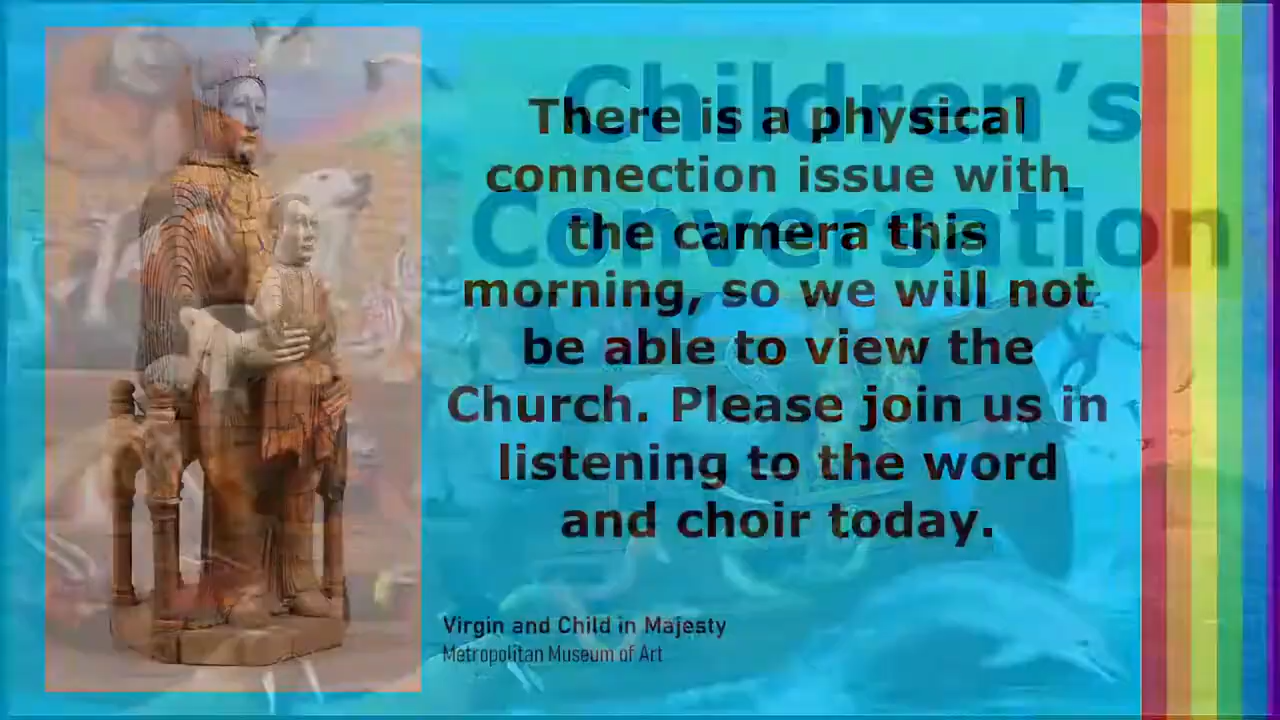 Children's
Conversation
There is a physical
connection issue with
the camera this
morning, so we will not
be able to view the
Church. Please join us in
listening to the word
and choir today.
Virgin and Child in Majesty
Metropolitan Museum of Art